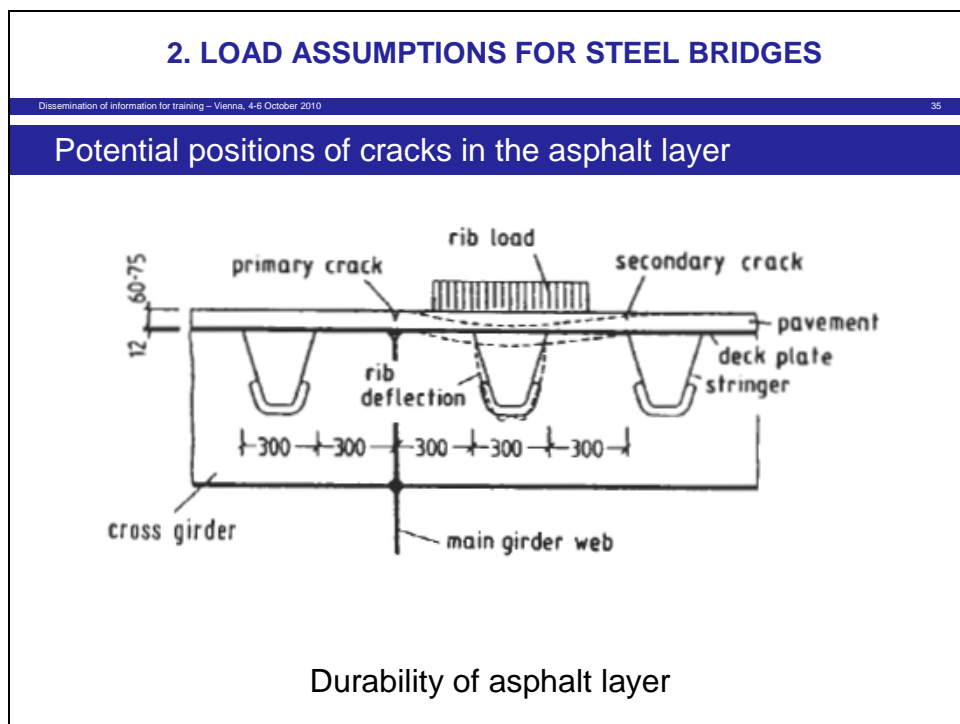 2. LOAD ASSUMPTIONS FOR STEEL BRIDGES
Dissemination of information for training – Vienna, 4-6 October 2010
35
Potential positions of cracks in the asphalt layer
rib load
primary crack
secondary crack
60-75
12
pavement
deck plate
stringer
rib
deflection
300 300 300 300 300
cross girder
main girder web
Durability of asphalt layer